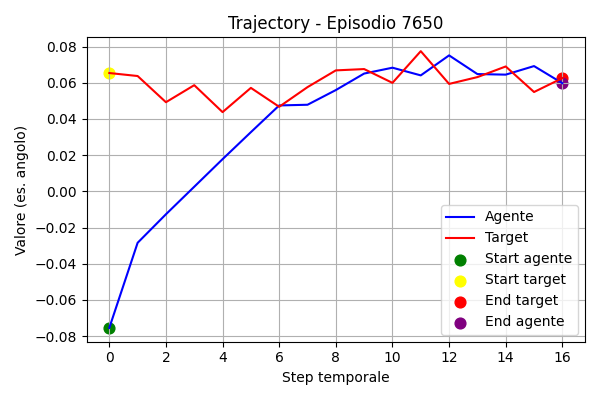 Trajectory - Episodio 7650
Valore (es. angolo)
0.08
0.06
0.04
0.02
0.00
−0.02
−0.04
−0.06
−0.08
Agente
Target
Start agente
Start target
End target
End agente
0 2 4 6 8 10 12 14 16
Step temporale